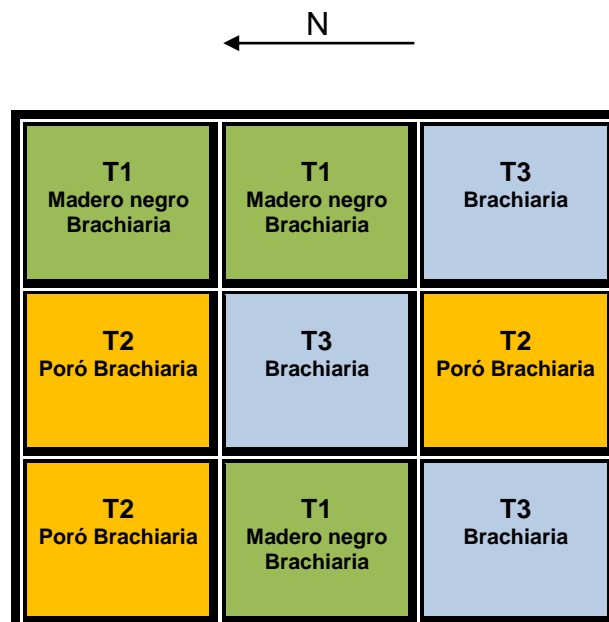 N
T1
Madero negro
Brachiaria
T1
Madero negro
Brachiaria
T3
Brachiaria
T2
Poró Brachiaria
T3
Brachiaria
T2
Poró Brachiaria
T2
Poró Brachiaria
T1
Madero negro
Brachiaria
T3
Brachiaria